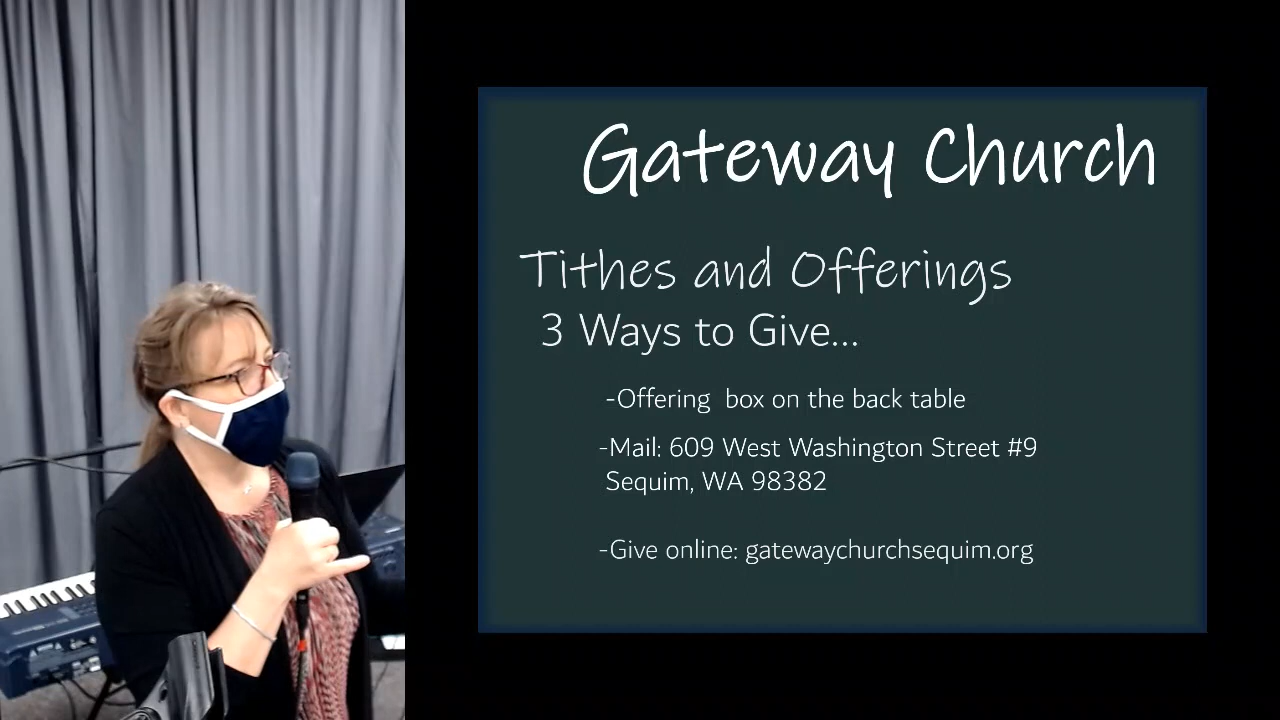 Gateway Church
Tithes and Offerings
3 Ways to Give...
-Offering box on the back table
-Mail: 609 West Washington Street #9
Sequim, WA 98382
-Give online: gatewaychurchsequim.org